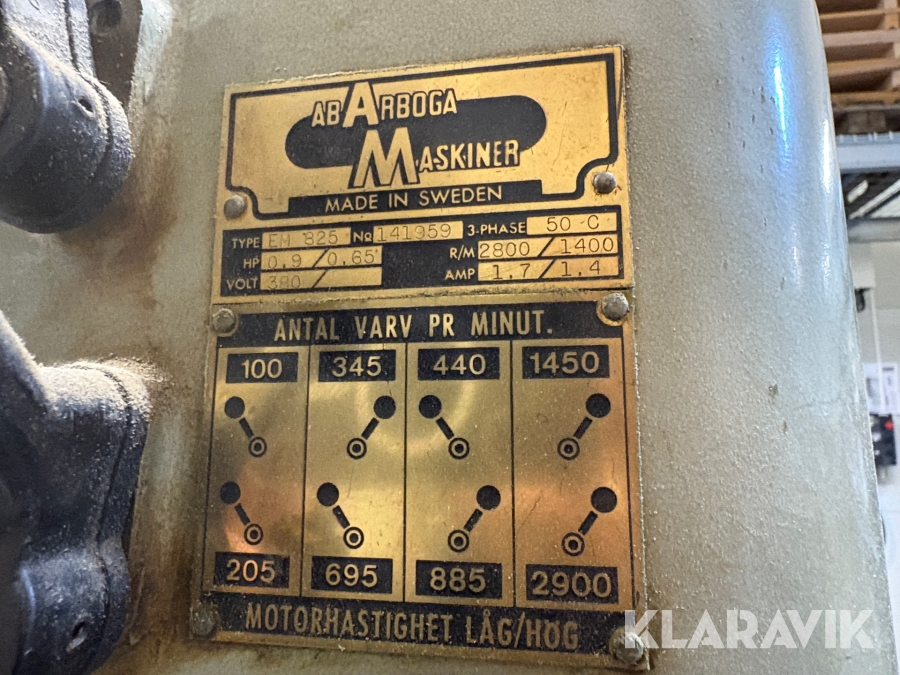 AB ARBOGA
MASKINER
MADE IN SWEDEN
TYPE EM 825 No 141959 3-PHASE 50 C
HP 0.9 / 0.65 R/M 2800 / 1400
VOLT 380 / AMP 1.7 / 1.4
ANTAL VARV PR MINUT.
100 345 440 1450
205 695 885 2900
MOTORHASTIGHET LÅG/HÖG
KLARAVIK